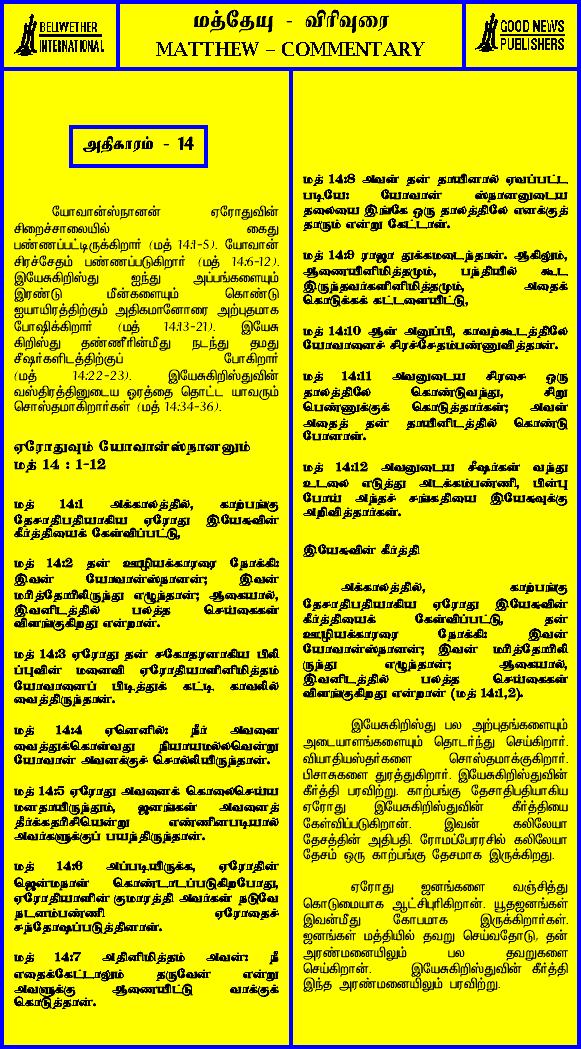 BELIWETHER
INTERNATIONAL
மத்தேயு - விரிவுரை
MATTHEW – COMMENTARY
GOOD NEWS
PUBLISHERS
அதிகாரம் - 14
யோவான்ஸ்நானன் ஏரோதுவின்
சிறைச்சாலையில் கைது
பண்ணப்பட்டிருக்கிறார் (மத் 14:1-5). யோவான்
சிரச்சேதம் பண்ணப்படுகிறார் (மத் 14:6-12).
இயேசுகிறிஸ்து ஐந்து அப்பங்களையும்
இரண்டு மீன்களையும் கொண்டு
ஐயாயிரத்திற்கும் அதிகமானோரை அற்புதமாக
போஷிக்கிறார் (மத் 14:13-21). இயேசு
கிறிஸ்து தண்ணீரின்மீது நடந்து தமது
சீஷர்களிடத்திற்குப் போகிறார்
(மத் 14:22-23). இயேசுகிறிஸ்துவின்
வஸ்திரத்தினுடைய ஓரத்தை தொட்ட யாவரும்
சொஸ்தமாகிறார்கள் (மத் 14:34-36).
ஏரோதுவும் யோவான்ஸ்நானனும்
மத் 14 : 1-12
மத் 14:1 அக்காலத்தில், காற்பங்கு
தேசாதிபதியாகிய ஏரோது இயேசுவின்
கீர்த்தியைக் கேள்விப்பட்டு,
மத் 14:2 தன் ஊழியக்காரரை நோக்கி:
இவன் யோவான்ஸ்நானன்; இவன்
மரித்தோரிலிருந்து எழுந்தான்; ஆகையால்,
இவனிடத்தில் பலத்த செய்கைகள்
விளங்குகிறது என்றான்.
மத் 14:3 ஏரோது தன் சகோதரனாகிய பிலி
ப்புவின் மனைவி ஏரோதியாளினிமித்தம்
யோவானைப் பிடித்துக் கட்டி காவலில்
வைத்திருந்தான்.
மத் 14:4 ஏனெனில்: நீர் அவளை
வைத்துக்கொள்வது நியாயமல்லவென்று
யோவான் அவனுக்குச் சொல்லியிருந்தான்.
மத் 14:5 ஏரோது அவனைக் கொலைசெய்ய
மனதாயிருந்தும், ஜனங்கள் அவனைத்
தீர்க்கதரிசியென்று எண்ணினபடியால்
அவர்களுக்குப் பயந்திருந்தான்.
மத் 14:6 அப்படியிருக்க, ஏரோதின்
ஜென்மநாள் கொண்டாடப்படுகிறபோது,
ஏரோதியாளின் குமாரத்தி அவர்கள் நடுவே
நடனம்பண்ணி ஏரோதைச்
சந்தோஷப்படுத்தினாள்.
மத் 14:7 அதினிமித்தம் அவன்: நீ
எதைக்கேட்டாலும் தருவேன் என்று
அவளுக்கு ஆணையிட்டு வாக்குக்
கொடுத்தான்.
மத் 14:8 அவள் தன் தாயினால் ஏவப்பட்ட
படியே: யோவான் ஸ்நானனுடைய
தலையை இங்கே ஒரு தாலத்திலே எனக்குத்
தாரும் என்று கேட்டாள்.
மத் 14:9 ராஜா துக்கமடைந்தான். ஆகிலும்,
ஆணையினிமித்தமும், பந்தியில் கூட
இருந்தவர்களினிமித்தமும், அதைக்
கொடுக்கக் கட்டளையிட்டு,
மத் 14:10 ஆள் அனுப்பி, காவற்கூடத்திலே
யோவானைச் சிரச்சேதம்பண்ணுவித்தான்.
மத் 14:11 அவனுடைய சிரசை ஒரு
தாலத்திலே கொண்டுவந்து, சிறு
பெண்ணுக்குக் கொடுத்தார்கள்; அவள்
அதைத் தன் தாயினிடத்தில் கொண்டு
போனாள்.
மத் 14:12 அவனுடைய சீஷர்கள் வந்து
உடலை எடுத்து அடக்கம்பண்ணி, பின்பு
போய் அந்தச் சங்கதியை இயேசுவுக்கு
அறிவித்தார்கள்.
இயேசுவின் கீர்த்தி
அக்காலத்தில், காற்பங்கு
தேசாதிபதியாகிய ஏரோது இயேசுவின்
கீர்த்தியைக் கேள்விப்பட்டு, தன்
ஊழியக்காரரை நோக்கி: இவன்
யோவான்ஸ்நானன்; இவன் மரித்தோரிலி
ருந்து எழுந்தான்; ஆகையால்,
இவனிடத்தில் பலத்த செய்கைகள்
விளங்குகிறது என்றான் (மத் 14:1,2).
இயேசுகிறிஸ்து பல அற்புதங்களையும்
அடையாளங்களையும் தொடர்ந்து செய்கிறார்.
வியாதியஸ்தர்களை சொஸ்தமாக்குகிறார்.
பிசாசுகளை துரத்துகிறார். இயேசுகிறிஸ்துவின்
கீர்த்தி பரவிற்று. காற்பங்கு தேசாதிபதியாகிய
ஏரோது இயேசுகிறிஸ்துவின் கீர்த்தியை
கேள்விப்படுகிறான். இவன் கலிலேயா
தேசத்தின் அதிபதி. ரோமப்பேரரசில் கலிலேயா
தேசம் ஒரு காற்பங்கு தேசமாக இருக்கிறது.
ஏரோது ஜனங்களை வஞ்சித்து
கொடுமையாக ஆட்சிபுரிகிறான். யூதஜனங்கள்
இவன்மீது கோபமாக இருக்கிறார்கள்.
ஜனங்கள் மத்தியில் தவறு செய்வதோடு, தன்
அரண்மனையிலும் பல தவறுகளை
செய்கிறான். இயேசுகிறிஸ்துவின் கீர்த்தி
இந்த அரண்மனையிலும் பரவிற்று.